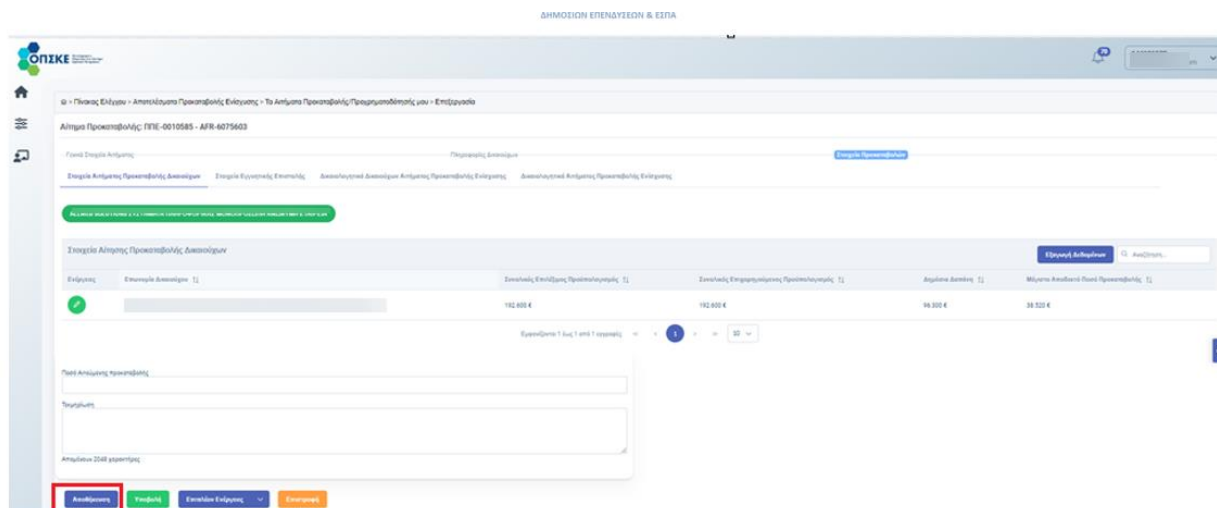 ΔΗΜΟΣΙΩΝ ΕΠΕΝΔΥΣΕΩΝ & ΕΣΠΑ
ΟΠΣΚΕ
70
Πίνακας Ελέγχου > Αποτελέσματα Προκαταβολής Ενίσχυσης > Τα Αιτήματα Προκαταβολής/Προχρηματοδότησής μου > Επεξεργασία
Αίτημα Προκαταβολής: ΠΠΕ-0010585 - AFR-6075603
Γενικά Στοιχεία Αιτήματος
Πληροφορίες Δικαιούχων
Στοιχεία Προκαταβολών
Στοιχεία Αιτήματος Προκαταβολής Δικαιούχων
Στοιχεία Εγγυητικής Επιστολής
Δικαιολογητικά Δικαιούχων Αιτήματος Προκαταβολής Ενίσχυσης
Δικαιολογητικά Αιτήματος Προκαταβολής Ενίσχυσης
Στοιχεία Αίτησης Προκαταβολής Δικαιούχων
Εξαγωγή Δεδομένων
Αναζήτηση...
Ενέργειες
Επωνυμία Δικαιούχου
Συνολικός Επιλέξιμος Προϋπολογισμός
Συνολικός Επιχορηγούμενος Προϋπολογισμός
Δημόσια Δαπάνη
Μέγιστο Αποδεκτό Ποσό Προκαταβολής
192.600 €
192.600 €
96.300 €
38.520 €
Εμφανίζονται 1 έως 1 από 1 εγγραφές
1
10
Ποσό Αιτούμενης προκαταβολής
Τεκμηρίωση
Απομένουν 2048 χαρακτήρες
Αποθήκευση
Υποβολή
Επιπλέον Ενέργειες
Επιστροφή